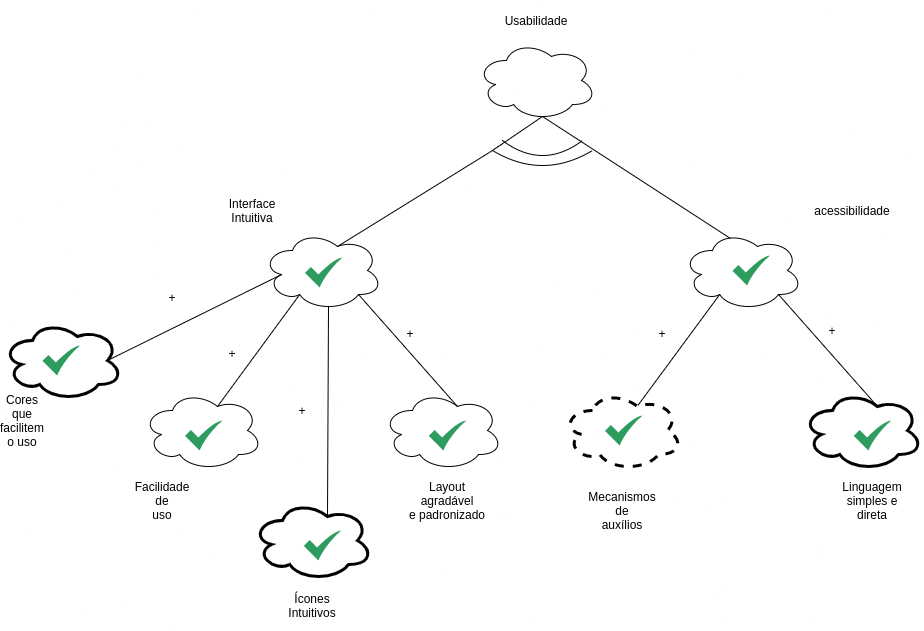 Usabilidade
Interface
Intuitiva
acessibilidade
+
+
+
+
+
+
Cores
que
facilitem
o uso
Facilidade
de
uso
Layout
agradável
e padronizado
Mecanismos
de
auxílios
Linguagem
simples e
direta
Ícones
Intuitivos